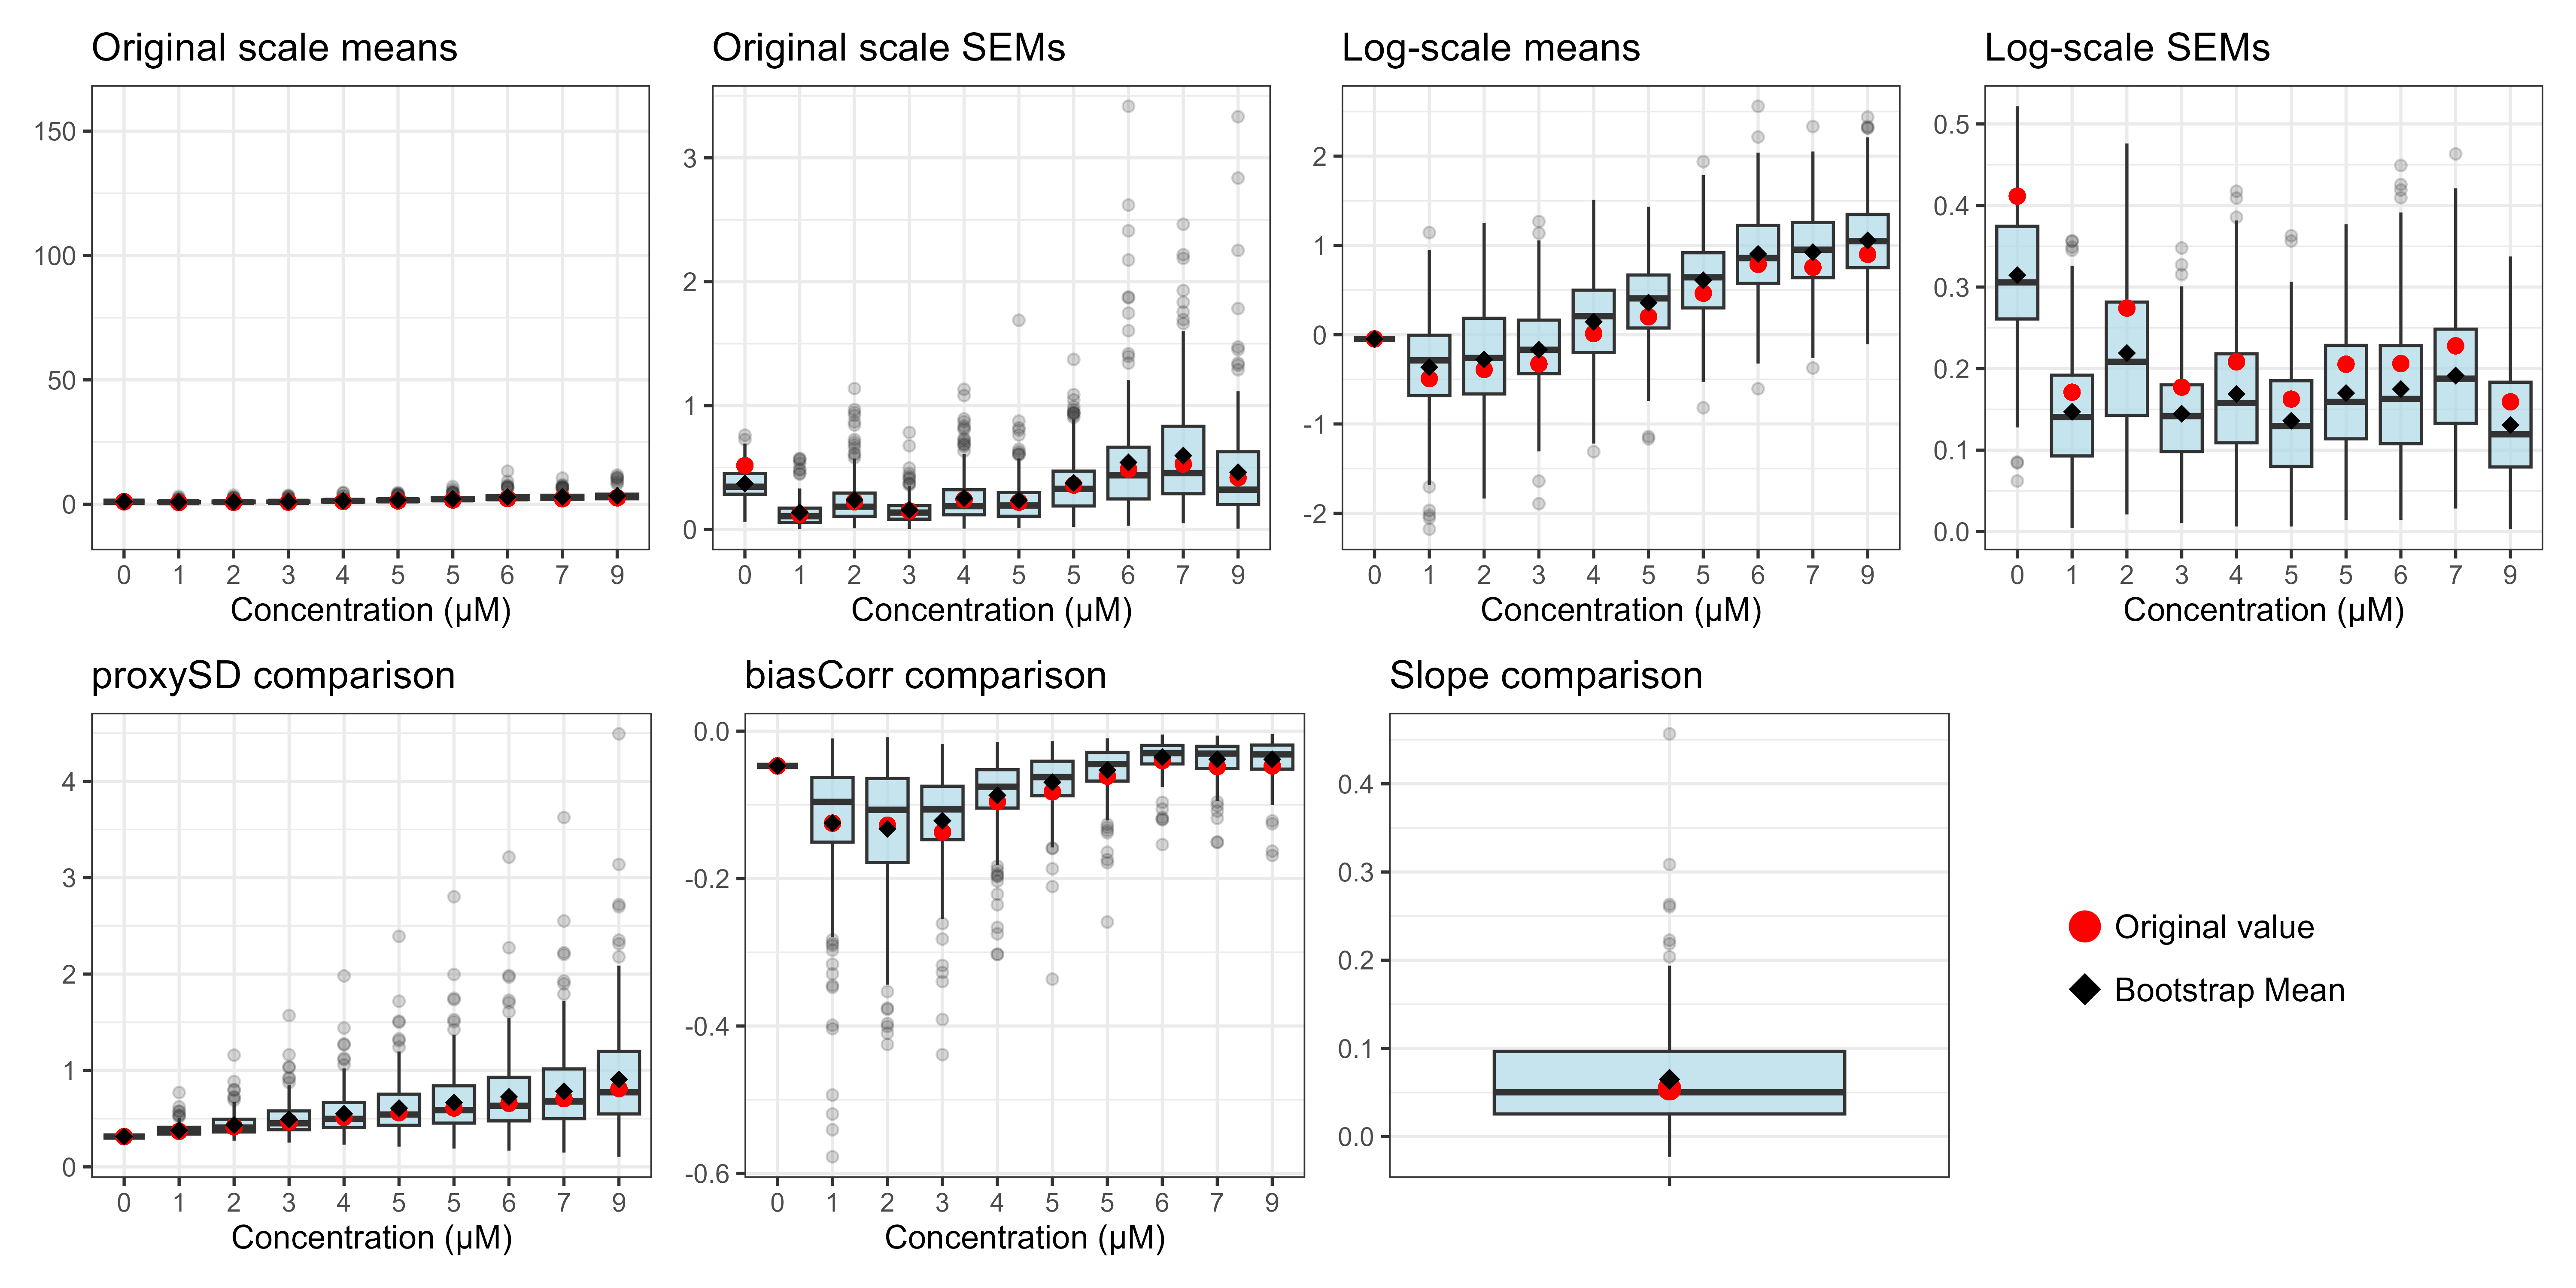 Original scale means
Original scale SEMs
Log-scale means
Log-scale SEMs
150
100
50
0
3
2
1
0
2
1
0
-1
-2
0.5
0.4
0.3
0.2
0.1
0.0
0 1 2 3 4 5 5 6 7 9
0 1 2 3 4 5 5 6 7 9
0 1 2 3 4 5 5 6 7 9
0 1 2 3 4 5 5 6 7 9
Concentration (µM)
Concentration (µM)
Concentration (µM)
Concentration (µM)
proxySD comparison
biasCorr comparison
Slope comparison
4
3
2
1
0
0.0
-0.2
-0.4
-0.6
0.4
0.3
0.2
0.1
0.0
0 1 2 3 4 5 5 6 7 9
0 1 2 3 4 5 5 6 7 9
Concentration (µM)
Concentration (µM)
Original value
Bootstrap Mean